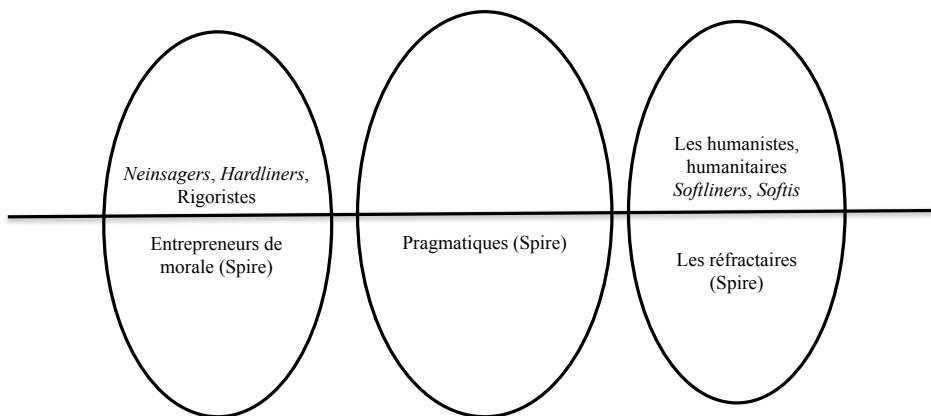 Neinsagers, Hardliners,
Rigoristes
Entrepreneurs de
morale (Spire)
Pragmatiques (Spire)
Les humanistes,
humanitaires
Softliners, Softis
Les réfractaires
(Spire)